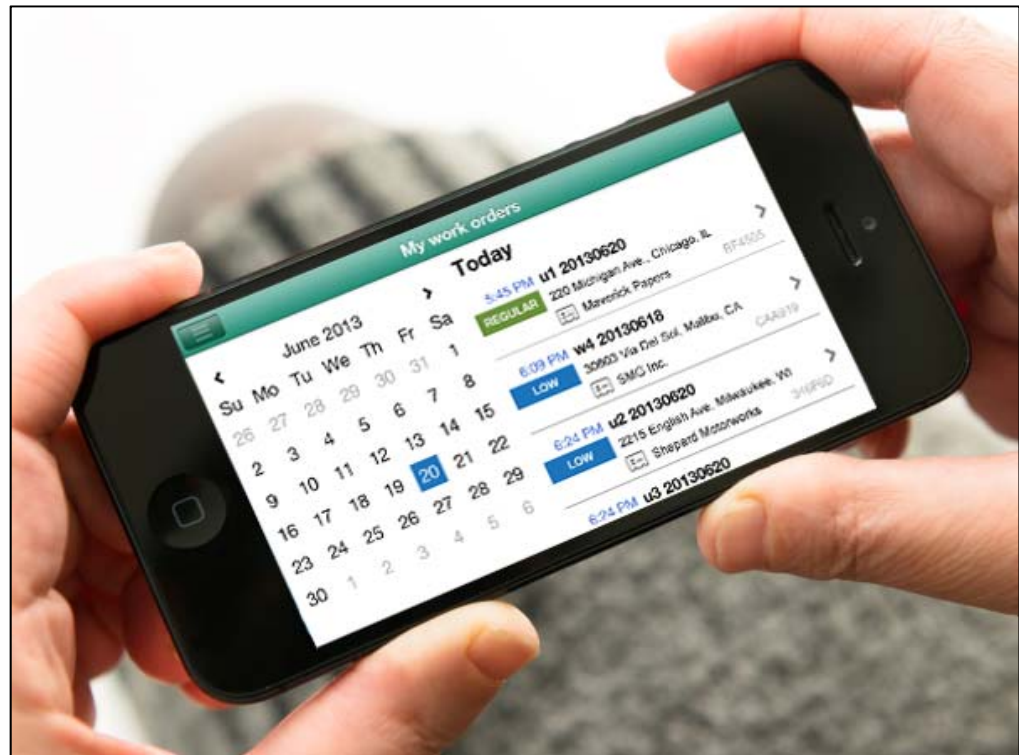 My work orders
June 2013
Su Mo Tu We Th Fr Sa
26 27 28 29 30 31 1
2 3 4 5 6 7 8
9 10 11 12 13 14 15
16 17 18 19 20 21 22
23 24 25 26 27 28 29
30 1 2 3 4 5 6
Today
5:45 PM u1 20130620
REGULAR 220 Michigan Ave., Chicago, IL
Maverick Papers BF4505
6:09 PM w4 20130618
LOW 30603 Via Del Sol, Malibu, CA
SMG Inc. CAA919
6:24 PM u2 20130620
LOW 2215 English Ave, Milwaukee, WI
Shepard Motorworks
6:24 PM u3 20130620